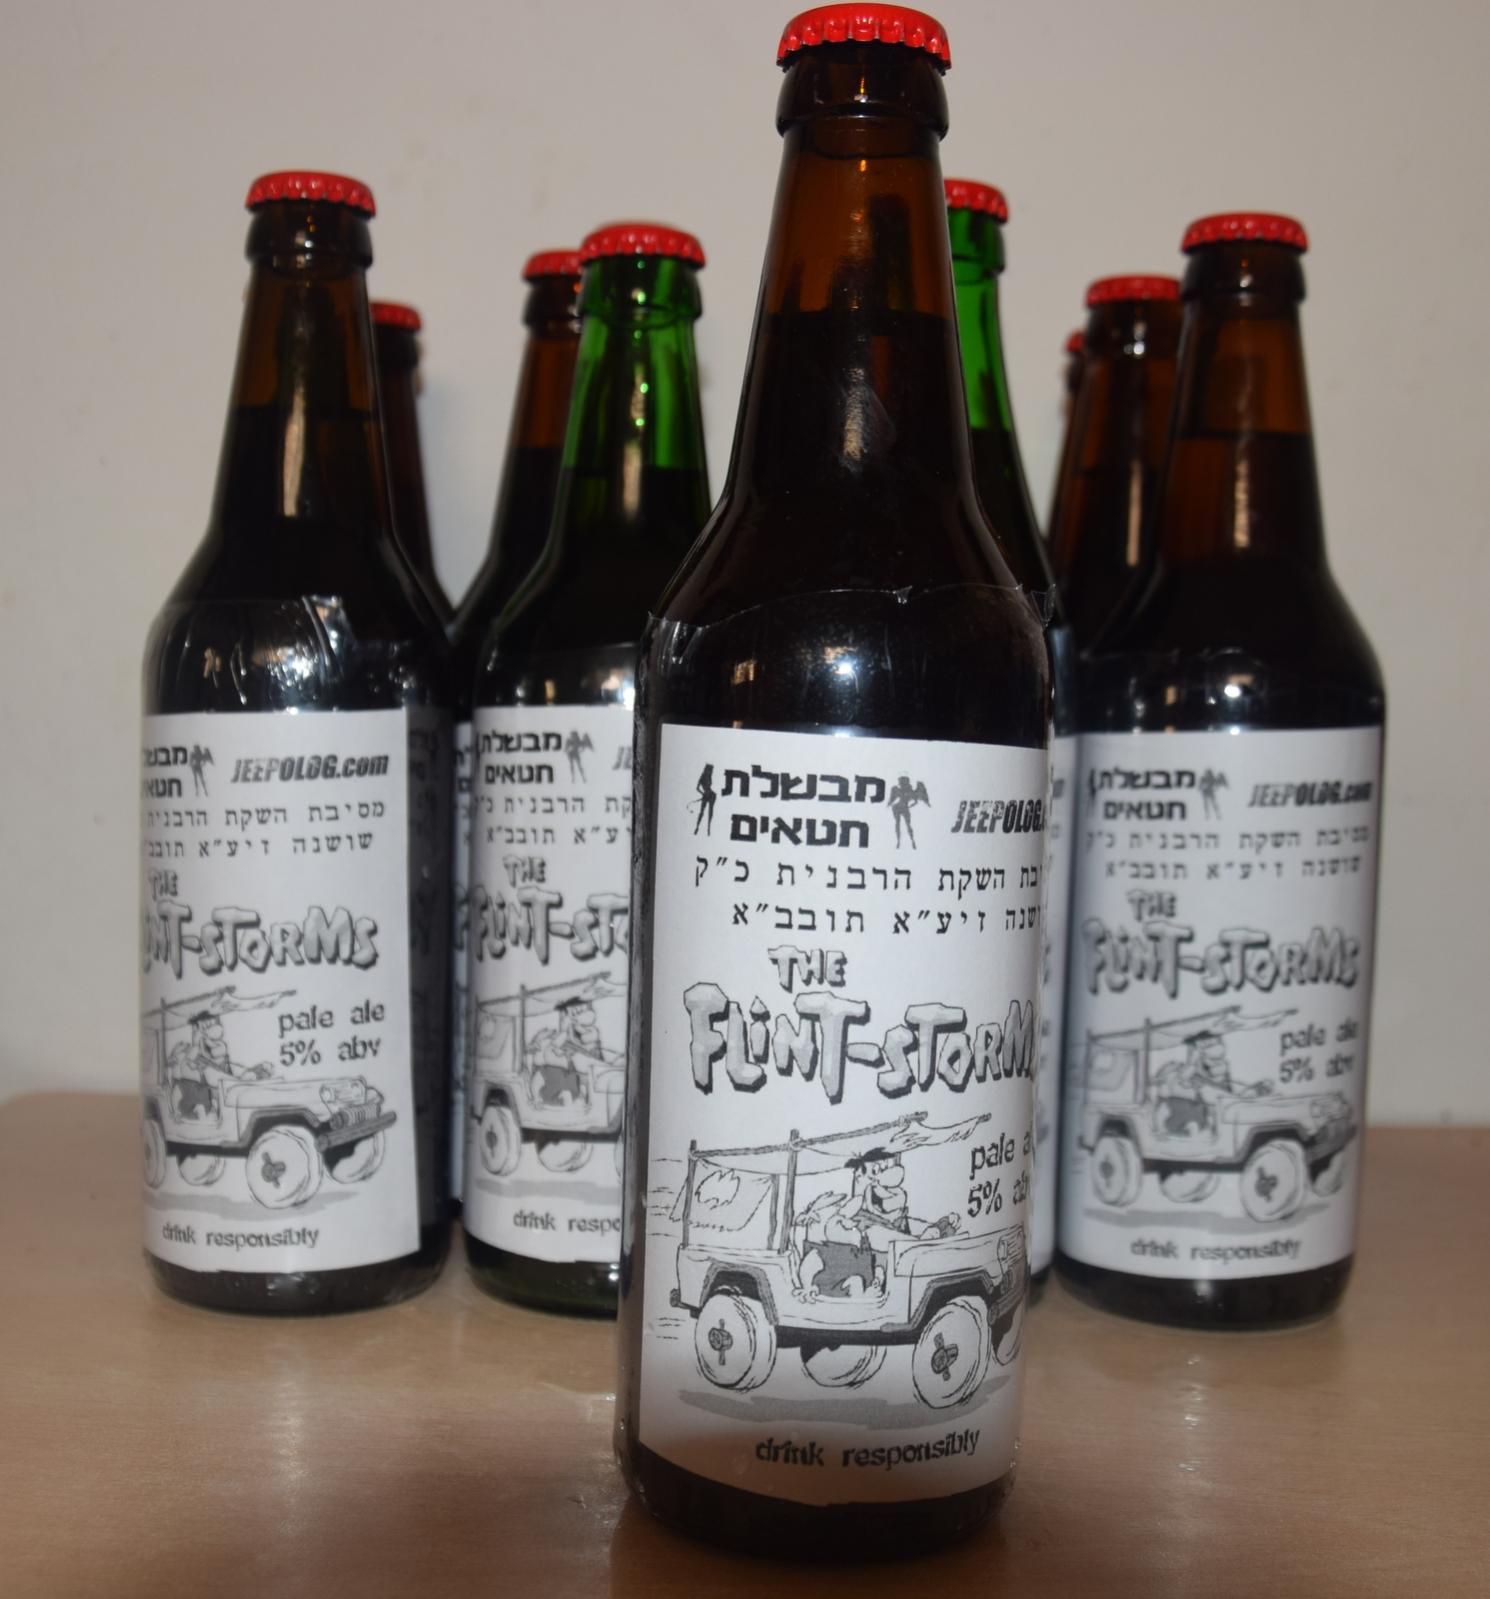 מבשלת
חטאים
JEEPOLOG.com
מסיבת השקת הרבנית כ״ק
שושנה זיע״א תובב״א
THE
FLINT-STORMS
pale ale
5% abv
drink responsibly